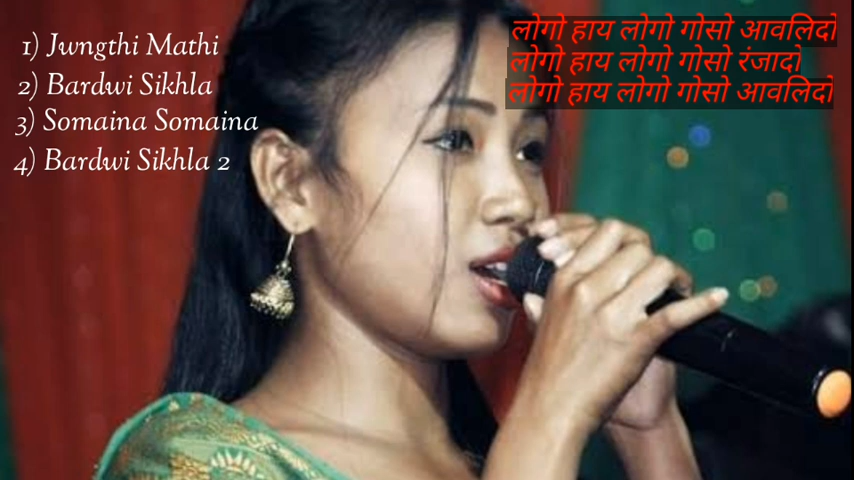 1) Jwngthi Mathi
2) Bardwi Sikhla
3) Somaina Somaina
4) Bardwi Sikhla 2
लोगो हाय लोगो गोसो आवलिदों
लोगो हाय लोगो गोसो रंजादों
लोगो हाय लोगो गोसो आवलिदों